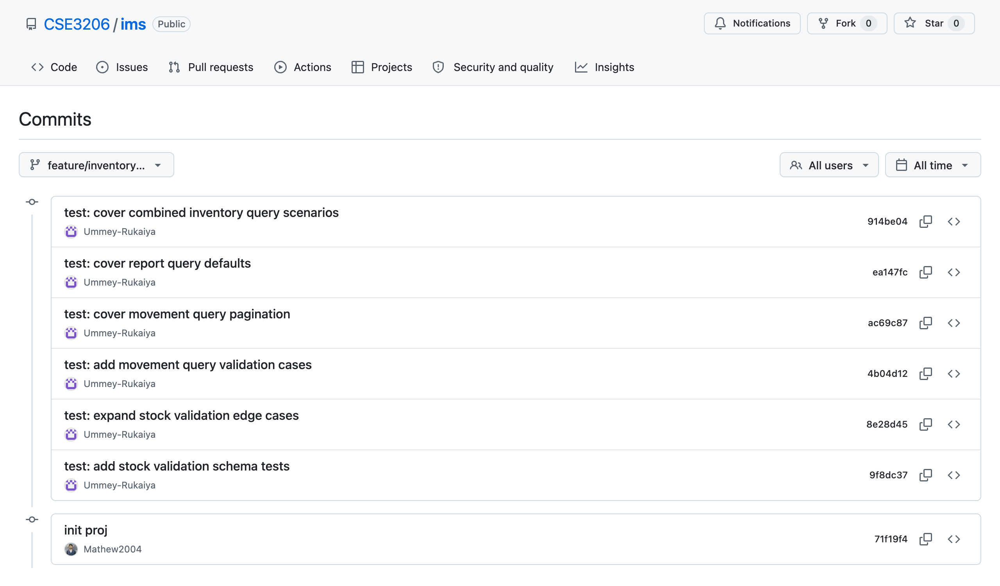 CSE3206 / ims Public Notifications Fork 0 Star 0
Code Issues Pull requests Actions Projects Security and quality Insights
Commits
feature/inventory... All users All time
test: cover combined inventory query scenarios
Ummey-Rukaiya
914be04
test: cover report query defaults
Ummey-Rukaiya
ea147fc
test: cover movement query pagination
Ummey-Rukaiya
ac69c87
test: add movement query validation cases
Ummey-Rukaiya
4b04d12
test: expand stock validation edge cases
Ummey-Rukaiya
8e28d45
test: add stock validation schema tests
Ummey-Rukaiya
9f8dc37
init proj
Mathew2004
71f19f4